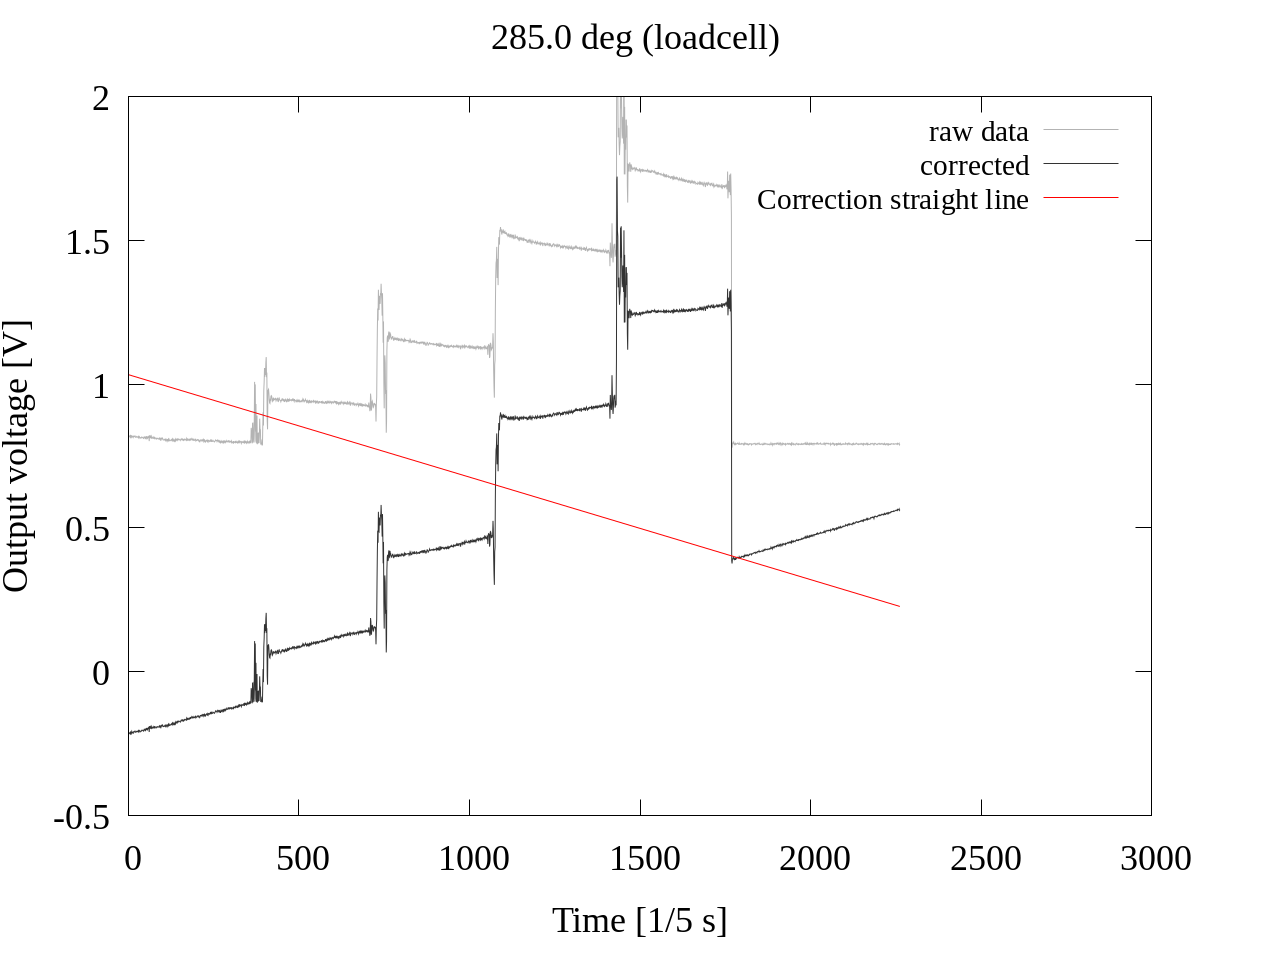 285.0 deg (loadcell)
raw data
corrected
Correction straight line
2
1.5
1
0.5
0
-0.5
Output voltage [V]
0 500 1000 1500 2000 2500 3000
Time [1/5 s]